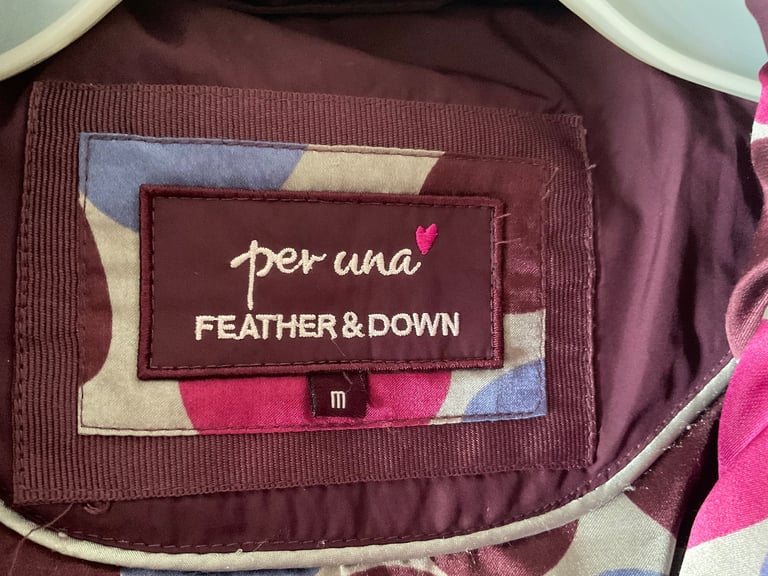 per una
FEATHER & DOWN
m